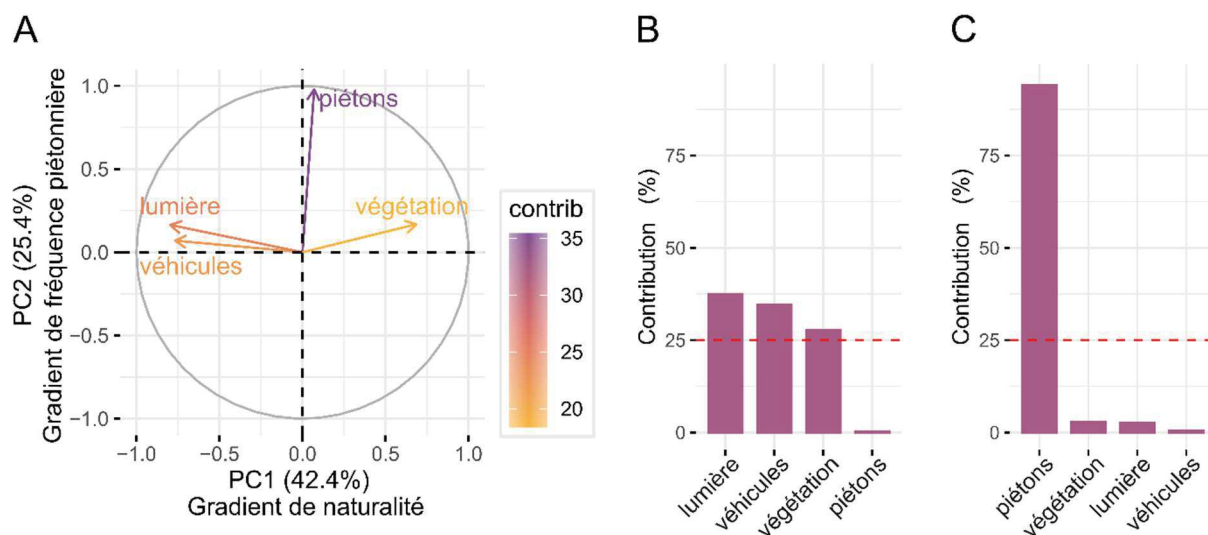 A
PC2 (25.4%)
Gradient de fréquence piétonnière
1.0
0.5
0.0
−0.5
−1.0
piétons
lumière
végétation
véhicules
−1.0 −0.5 0.0 0.5 1.0
PC1 (42.4%)
Gradient de naturalité
contrib
35
30
25
20
B
Contribution (%)
75
50
25
0
lumière
véhicules
végétation
piétons
C
Contribution (%)
75
50
25
0
piétons
végétation
lumière
véhicules